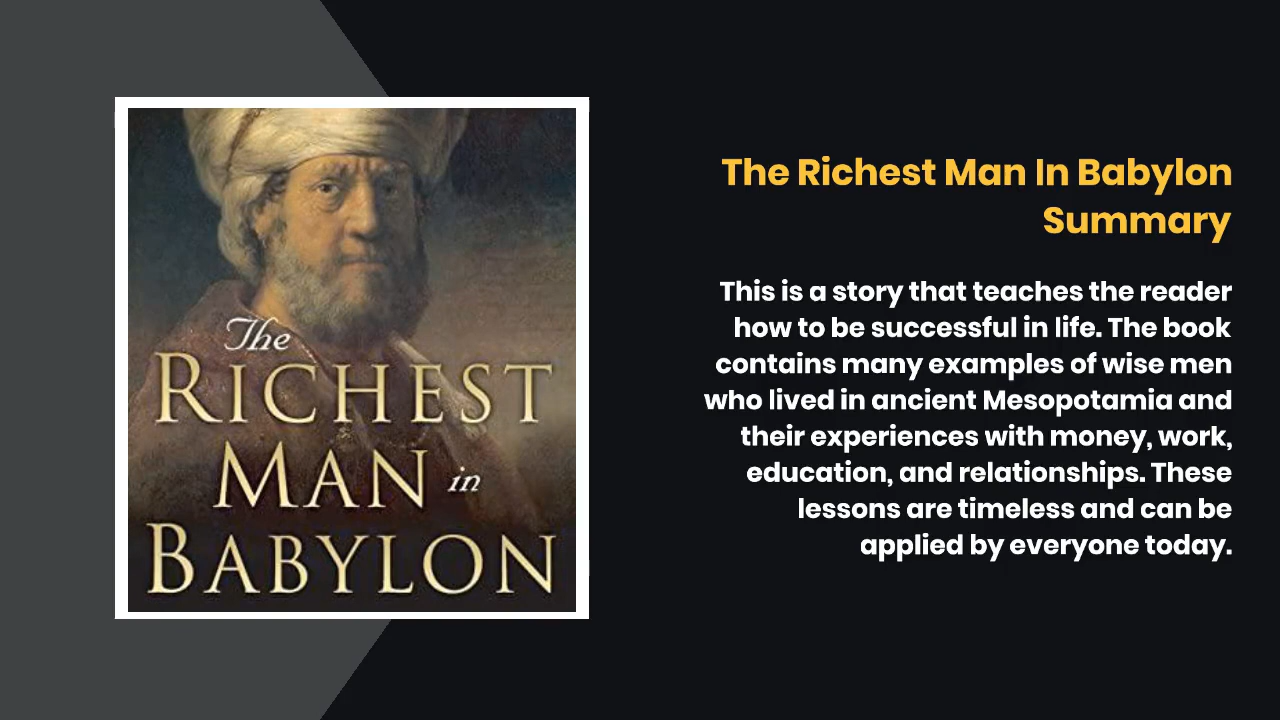 The
RICHEST
MAN in
BABYLON
The Richest Man In Babylon
Summary
This is a story that teaches the reader
how to be successful in life. The book
contains many examples of wise men
who lived in ancient Mesopotamia and
their experiences with money, work,
education, and relationships. These
lessons are timeless and can be
applied by everyone today.